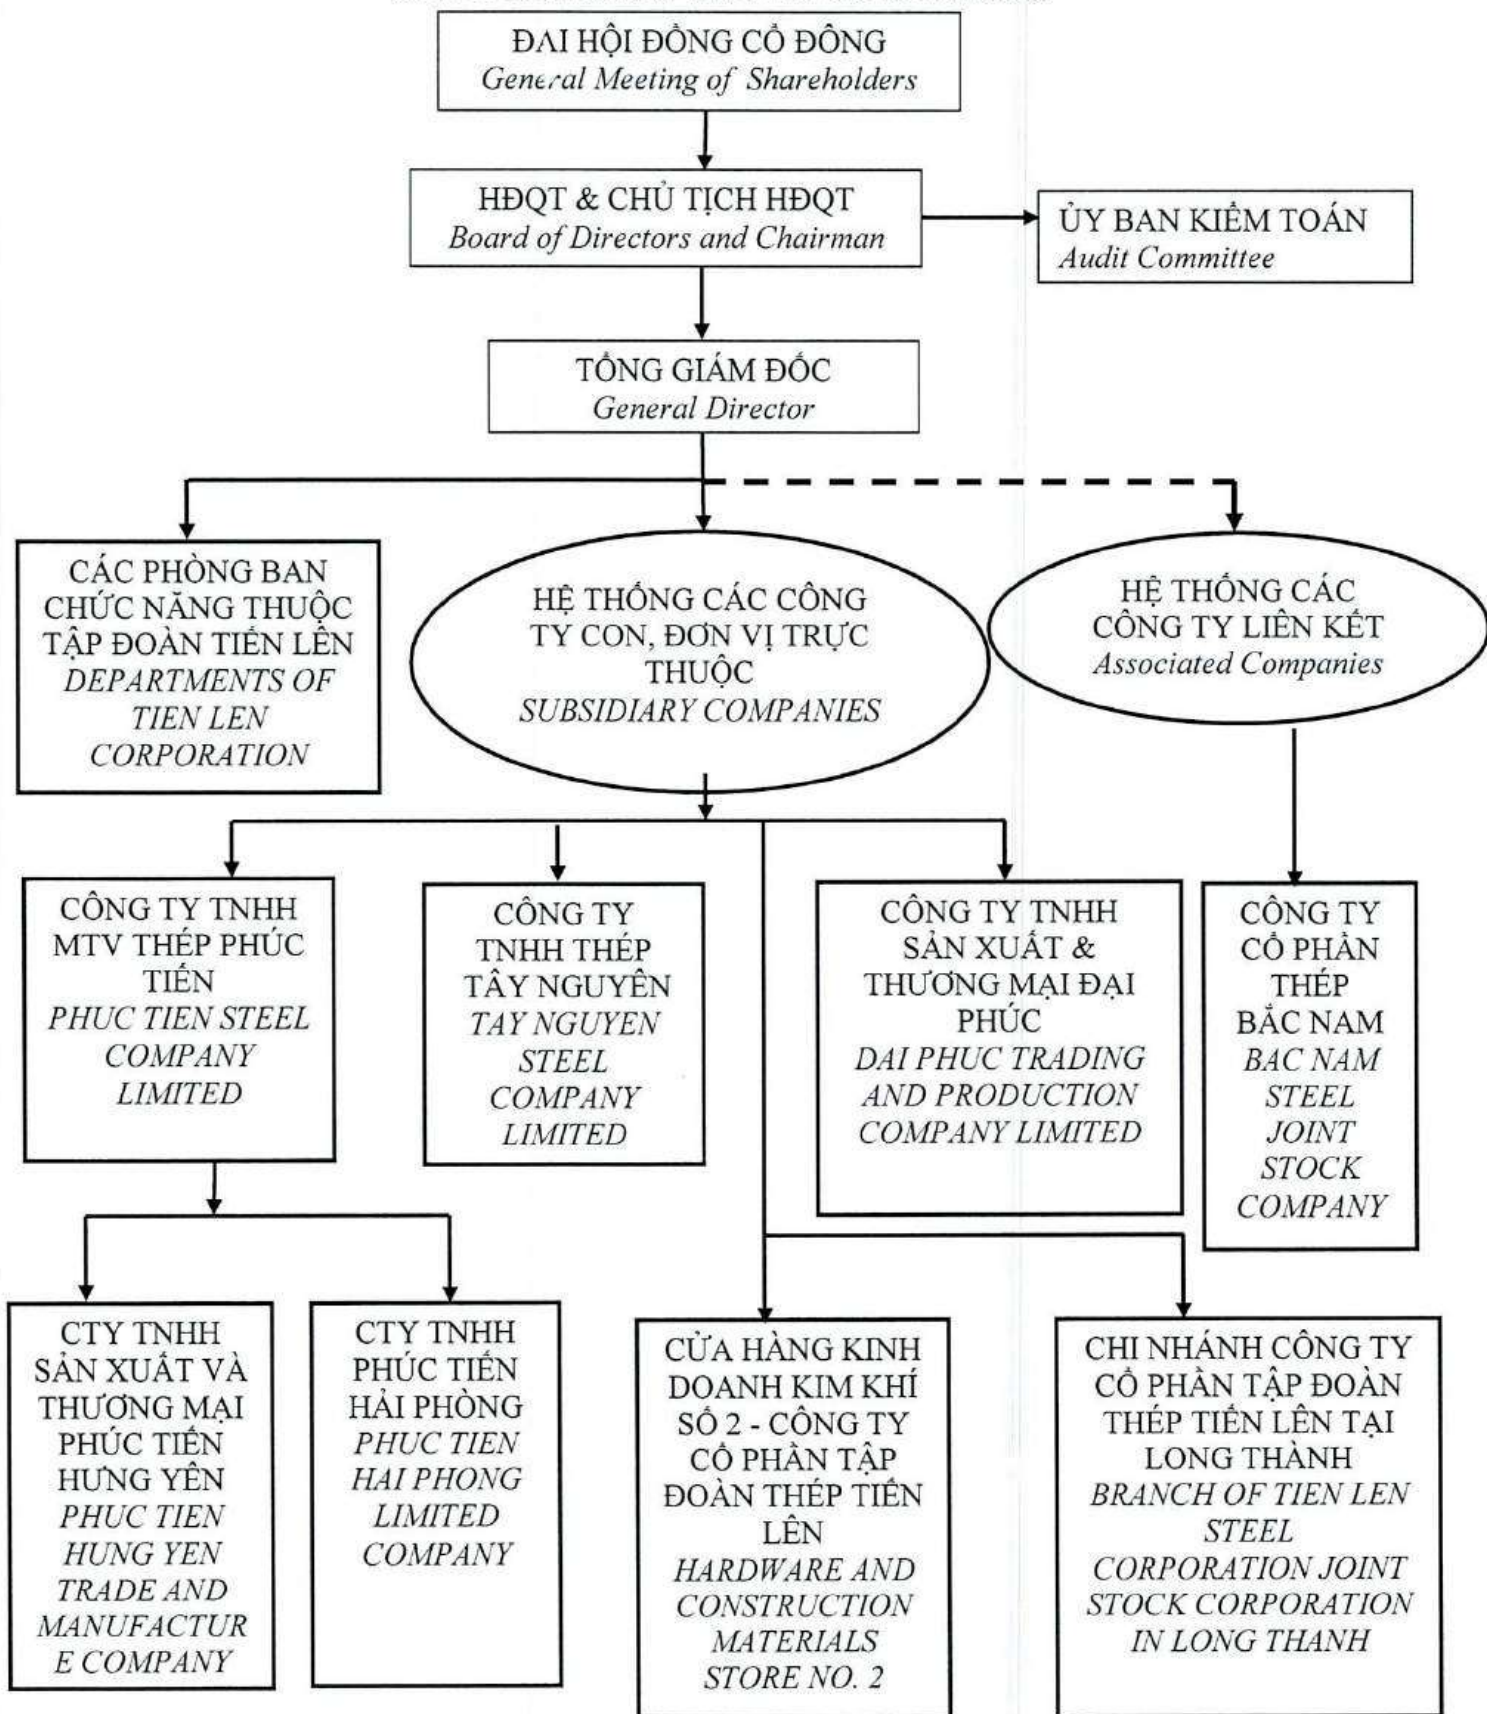 ĐẠI HỘI ĐỒNG CỔ ĐÔNG
General Meeting of Shareholders
HĐQT & CHỦ TỊCH HĐQT
Board of Directors and Chairman
ỦY BAN KIỂM TOÁN
Audit Committee
TỔNG GIÁM ĐỐC
General Director
CÁC PHÒNG BAN
CHỨC NĂNG THUỘC
TẬP ĐOÀN TIẾN LÊN
DEPARTMENTS OF
TIEN LEN
CORPORATION
HỆ THỐNG CÁC CÔNG
TY CON, ĐƠN VỊ TRỰC
THUỘC
SUBSIDIARY COMPANIES
HỆ THỐNG CÁC
CÔNG TY LIÊN KẾT
Associated Companies
CÔNG TY TNHH
MTV THÉP PHÚC
TIẾN
PHUC TIEN STEEL
COMPANY
LIMITED
CÔNG TY
TNHH THÉP
TÂY NGUYÊN
TAY NGUYEN
STEEL
COMPANY
LIMITED
CÔNG TY TNHH
SẢN XUẤT &
THƯƠNG MẠI ĐẠI
PHÚC
DAI PHUC TRADING
AND PRODUCTION
COMPANY LIMITED
CÔNG TY
CỔ PHẦN
THÉP
BẮC NAM
BAC NAM
STEEL
JOINT
STOCK
COMPANY
CTY TNHH
SẢN XUẤT VÀ
THƯƠNG MẠI
PHÚC TIẾN
HƯNG YÊN
PHUC TIEN
HUNG YEN
TRADE AND
MANUFACTUR
E COMPANY
CTY TNHH
PHÚC TIẾN
HẢI PHÒNG
PHUC TIEN
HAI PHONG
LIMITED
COMPANY
CỬA HÀNG KINH
DOANH KIM KHÍ
SỐ 2 - CÔNG TY
CỔ PHẦN TẬP
ĐOÀN THÉP TIẾN
LÊN
HARDWARE AND
CONSTRUCTION
MATERIALS
STORE NO. 2
CHI NHÁNH CÔNG TY
CỔ PHẦN TẬP ĐOÀN
THÉP TIẾN LÊN TẠI
LONG THÀNH
BRANCH OF TIEN LEN
STEEL
CORPORATION JOINT
STOCK CORPORATION
IN LONG THANH